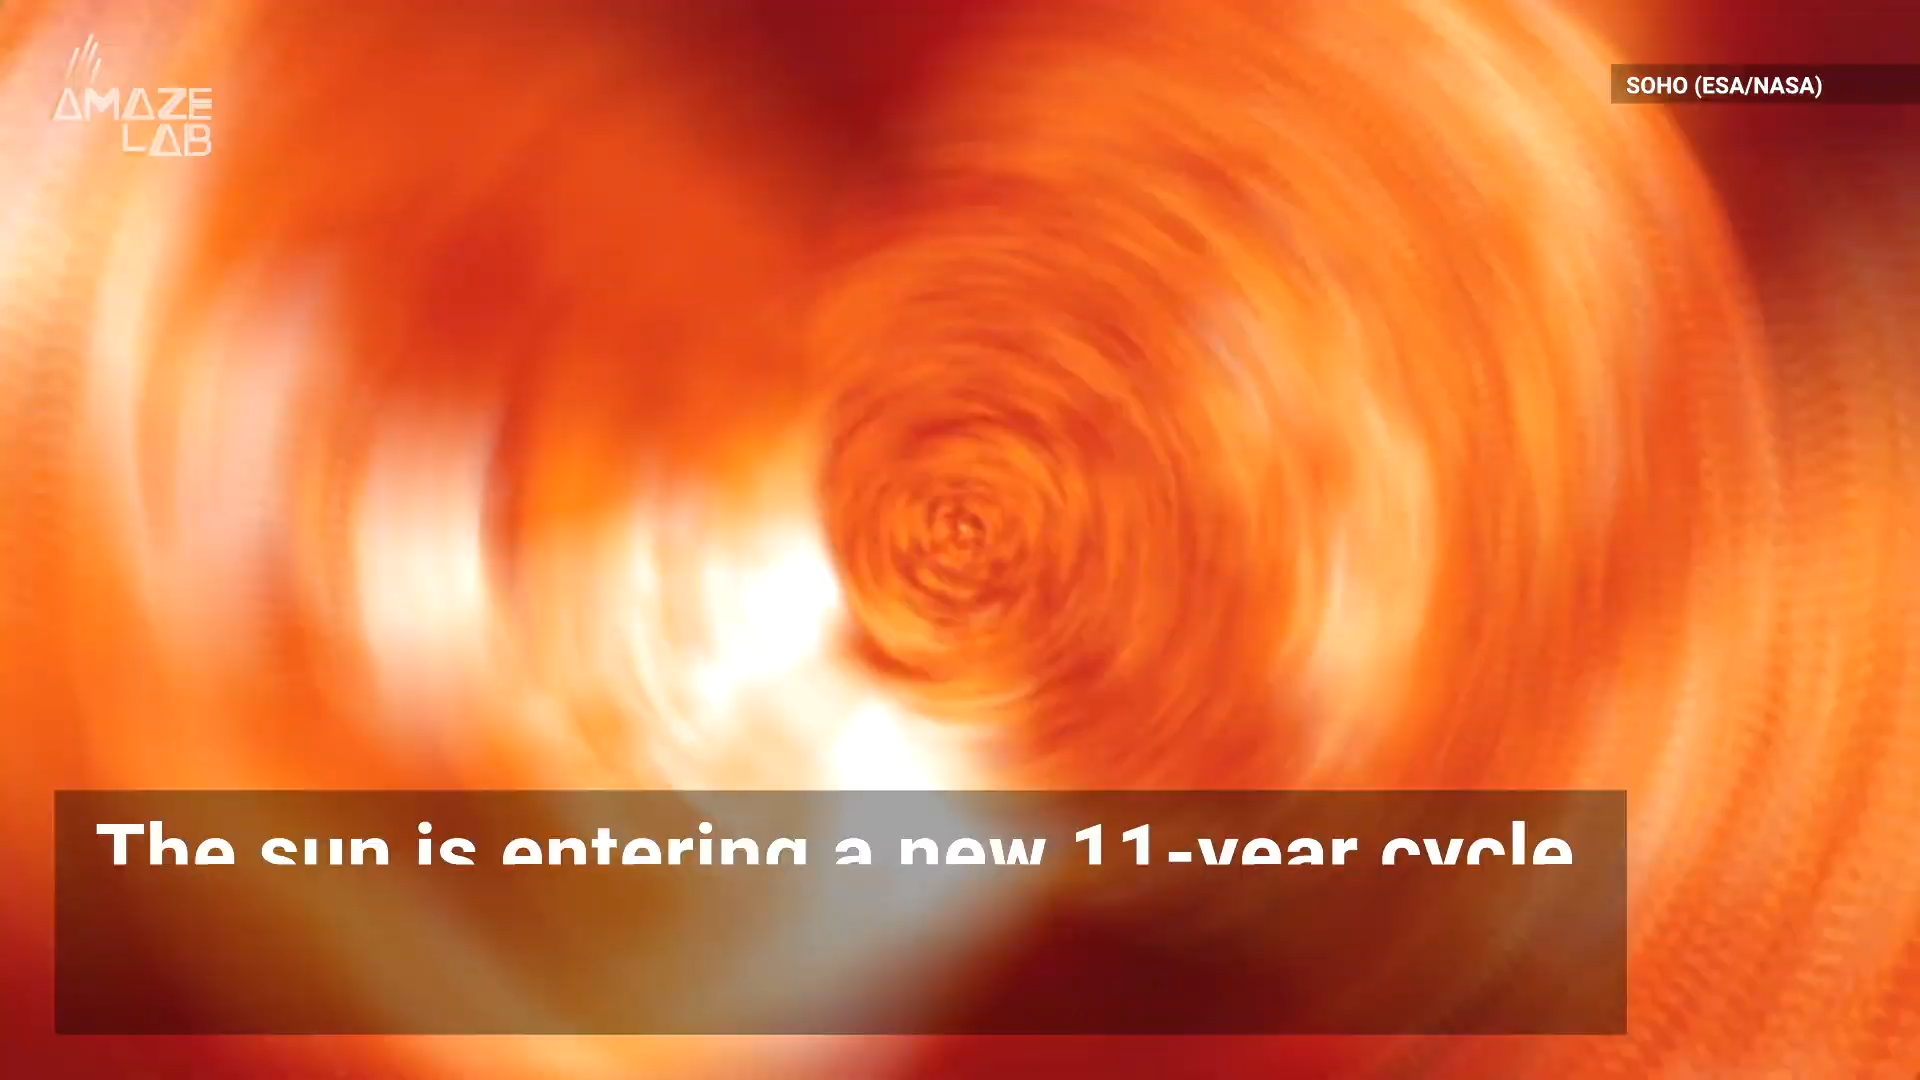 AMAZE
LAB
SOHO (ESA/NASA)
The sun is entering a new 11-year cycle